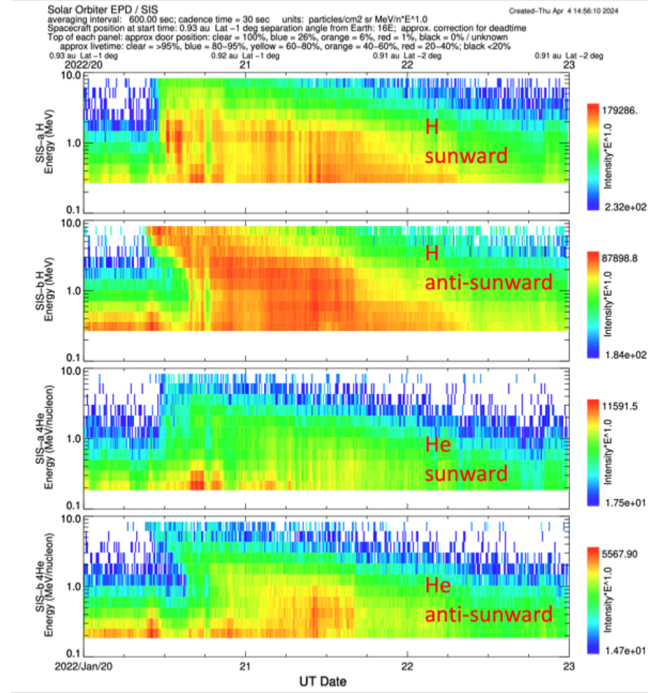 Solar Orbiter EPD / SIS
Created-Thu Apr 4 14:56:10 2024
averaging interval: 600.00 sec; cadence time = 30 sec units: particles/cm2 sr MeV/n*E^1.0
Spacecraft position at start time: 0.93 au Lat -1 deg separation angle from Earth: 16E; approx. correction for deadtime
Top of each panel: approx door position: clear = 100%, blue = 26%, orange = 6%, red = 1%, black = 0% / unknown
approx livetime: clear = >95%, blue = 80-95%, yellow = 60-80%, orange = 40-60%, red = 20-40%; black <20%
0.93 au Lat -1 deg 0.92 au Lat -1 deg 0.91 au Lat -2 deg 0.91 au Lat -2 deg
2022/20 21 22 23
SIS-a H
Energy (MeV)
10.0
1.0
0.1
H
sunward
179286.
Intensity*E^1.0
2.32e+02
SIS-b H
Energy (MeV)
10.0
1.0
0.1
H
anti-sunward
87898.8
Intensity*E^1.0
1.84e+02
SIS-a 4He
Energy (MeV/nucleon)
10.0
1.0
0.1
He
sunward
11591.5
Intensity*E^1.0
1.75e+01
SIS-b 4He
Energy (MeV/nucleon)
10.0
1.0
0.1
He
anti-sunward
5567.90
Intensity*E^1.0
1.47e+01
2022/Jan/20 21 22 23
UT Date